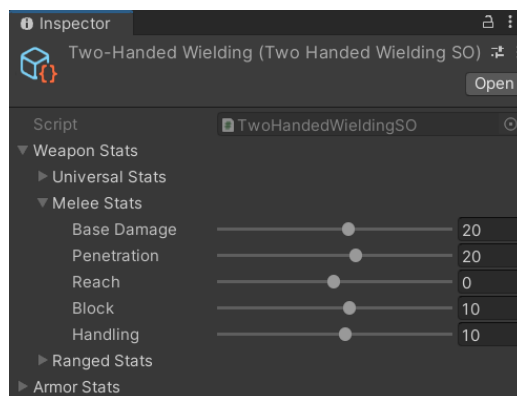 Inspector
Two-Handed Wielding (Two Handed Wielding SO)
Open
Script TwoHandedWieldingSO
Weapon Stats
Universal Stats
Melee Stats
Base Damage 20
Penetration 20
Reach 0
Block 10
Handling 10
Ranged Stats
Armor Stats